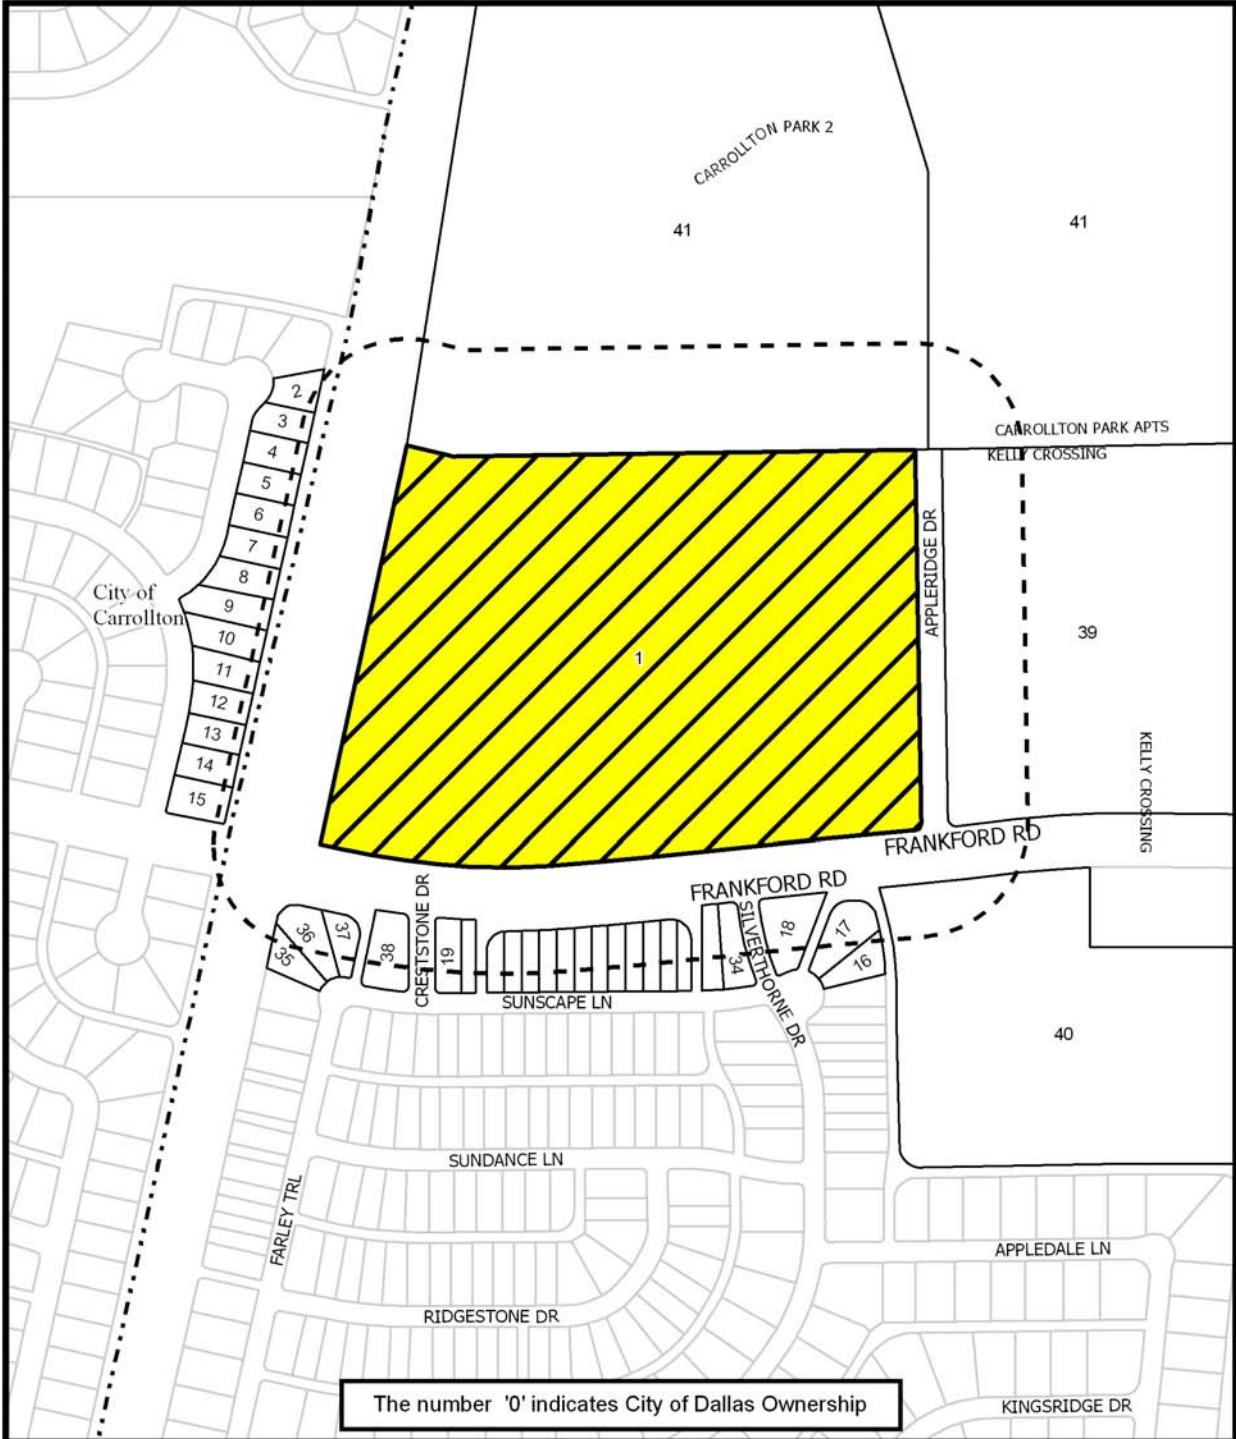 CARROLLTON PARK 2
41
41
2
3
4
5
6
7
8
9
10
11
12
13
14
15
City of
Carrollton
CARROLLTON PARK APTS
KELLY CROSSING
APPLERIDGE DR
1
39
KELLY CROSSING
FRANKFORD RD
FRANKFORD RD
CRESTSTONE DR
SILVERTHORNE DR
35
36
37
38
19
34
18
17
16
SUNSCAPE LN
40
SUNDANCE LN
FARLEY TRL
APPLEDALE LN
RIDGESTONE DR
KINGSRIDGE DR
The number '0' indicates City of Dallas Ownership